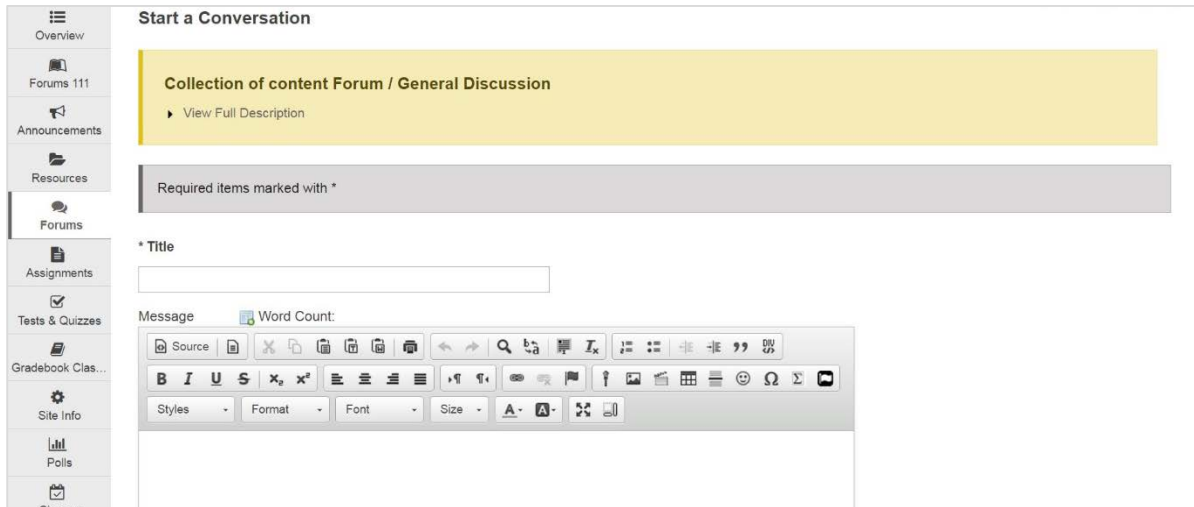 Overview
Forums 111
Announcements
Resources
Forums
Assignments
Tests & Quizzes
Gradebook Clas...
Site Info
Polls
Start a Conversation
Collection of content Forum / General Discussion
View Full Description
Required items marked with *
* Title
Message Word Count:
Source
B I U S x₂ x² Ω Σ
Styles Format Font Size A A